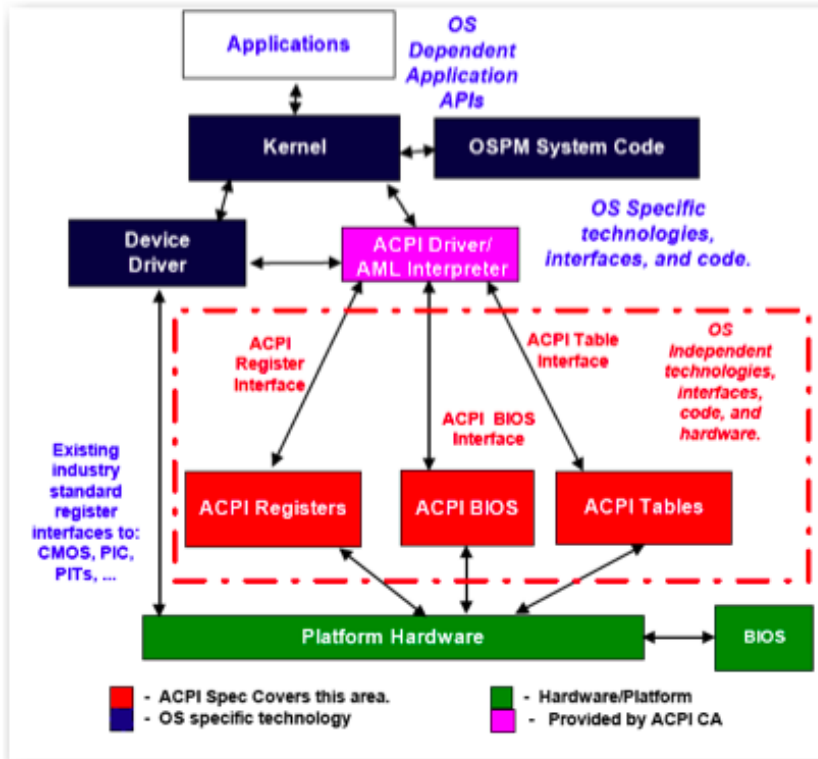 Applications
OS
Dependent
Application
APIs
Kernel
OSPM System Code
OS Specific
technologies,
interfaces, and code.
Device
Driver
ACPI Driver/
AML Interpreter
ACPI
Register
Interface
ACPI Table
Interface
OS
Independent
technologies,
interfaces,
code, and
hardware.
ACPI BIOS
Interface
Existing
industry
standard
register
interfaces to:
CMOS, PIC,
PITs, ...
ACPI Registers
ACPI BIOS
ACPI Tables
Platform Hardware
BIOS
- ACPI Spec Covers this area.
- OS specific technology
- Hardware/Platform
- Provided by ACPI CA